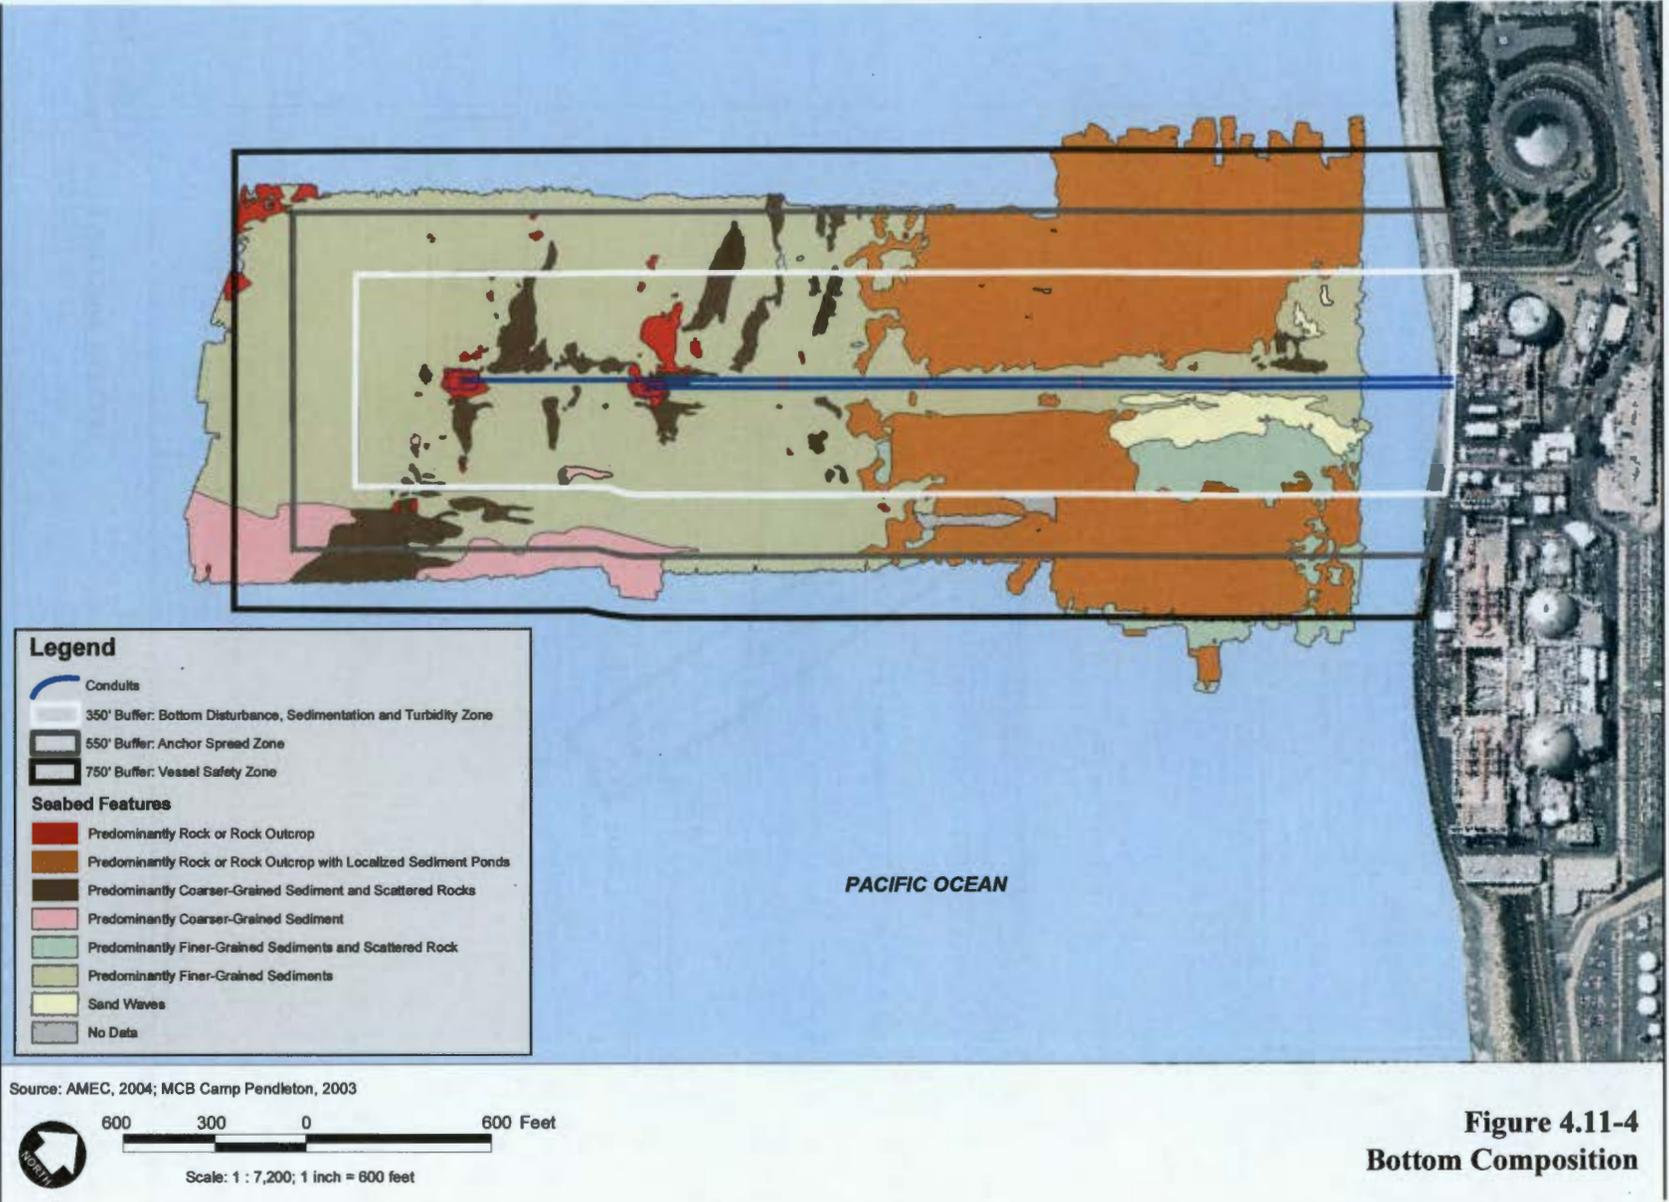 PACIFIC OCEAN
Legend
Conduits
350' Buffer: Bottom Disturbance, Sedimentation and Turbidity Zone
550' Buffer: Anchor Spread Zone
750' Buffer: Vessel Safety Zone
Seabed Features
Predominantly Rock or Rock Outcrop
Predominantly Rock or Rock Outcrop with Localized Sediment Ponds
Predominantly Coarser-Grained Sediment and Scattered Rocks
Predominantly Coarser-Grained Sediment
Predominantly Finer-Grained Sediments and Scattered Rock
Predominantly Finer-Grained Sediments
Sand Waves
No Data
Source: AMEC, 2004; MCB Camp Pendleton, 2003
600 300 0 600 Feet
NORTH
Scale: 1 : 7,200; 1 inch = 600 feet
Figure 4.11-4
Bottom Composition